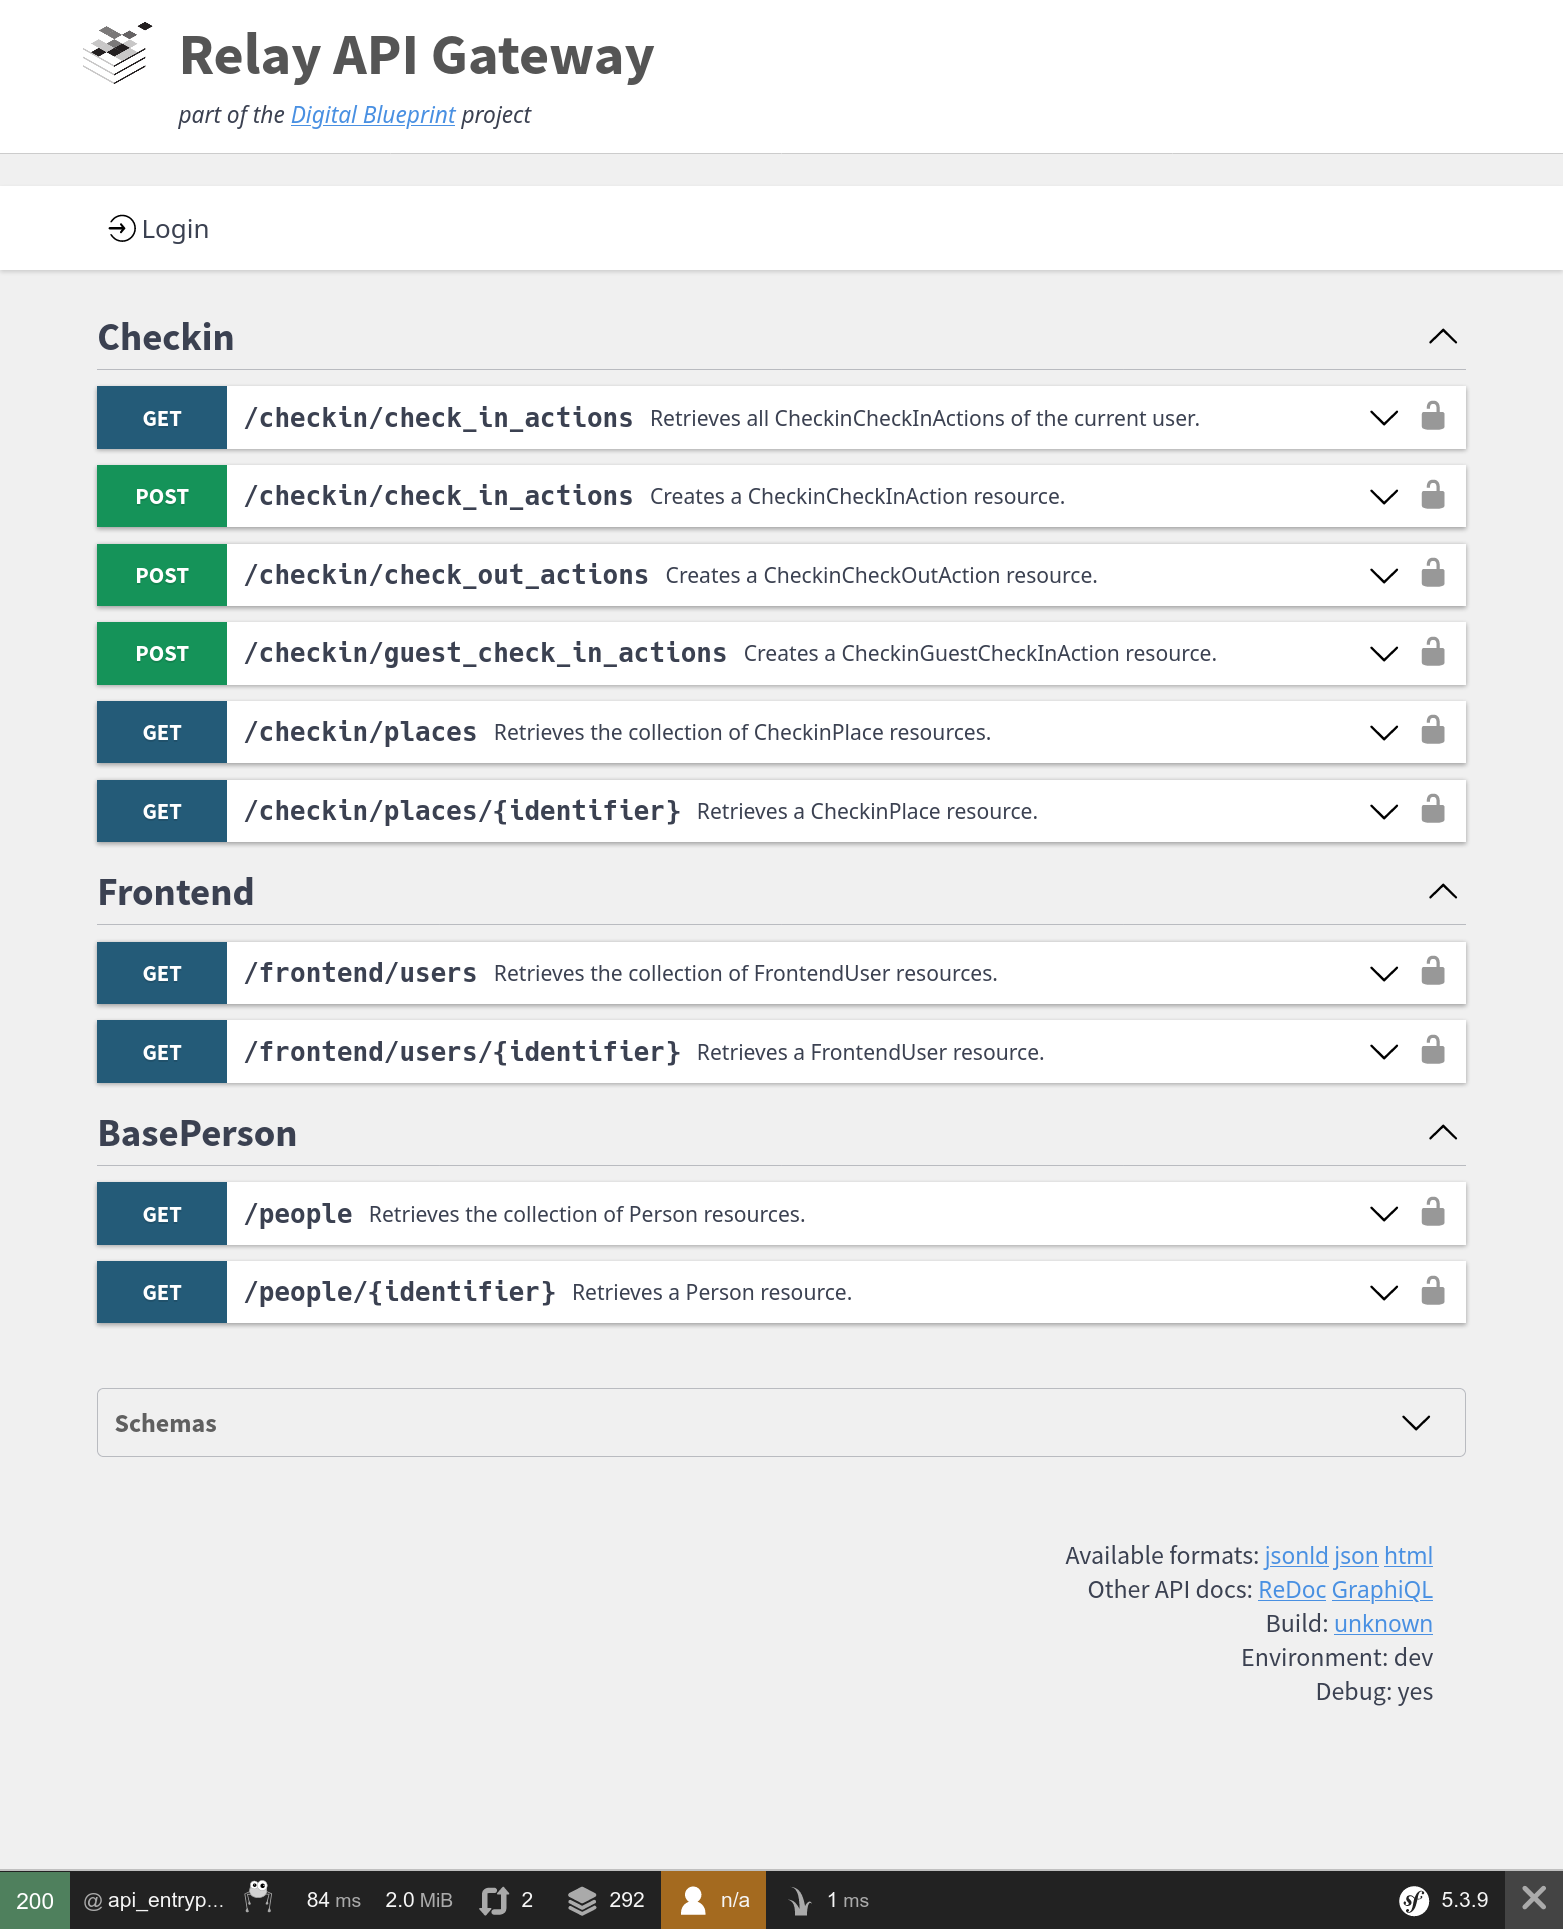 Relay API Gateway
part of the Digital Blueprint project
Login
Checkin
GET /checkin/check_in_actions Retrieves all CheckinCheckInActions of the current user.
POST /checkin/check_in_actions Creates a CheckinCheckInAction resource.
POST /checkin/check_out_actions Creates a CheckinCheckOutAction resource.
POST /checkin/guest_check_in_actions Creates a CheckinGuestCheckInAction resource.
GET /checkin/places Retrieves the collection of CheckinPlace resources.
GET /checkin/places/{identifier} Retrieves a CheckinPlace resource.
Frontend
GET /frontend/users Retrieves the collection of FrontendUser resources.
GET /frontend/users/{identifier} Retrieves a FrontendUser resource.
BasePerson
GET /people Retrieves the collection of Person resources.
GET /people/{identifier} Retrieves a Person resource.
Schemas
Available formats: jsonld json html
Other API docs: ReDoc GraphiQL
Build: unknown
Environment: dev
Debug: yes
200 @ api_entryp... 84 ms 2.0 MiB 2 292 n/a 1 ms sf 5.3.9